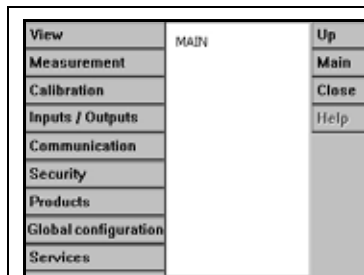 View
Measurement
Calibration
Inputs / Outputs
Communication
Security
Products
Global configuration
Services
MAIN
Up
Main
Close
Help